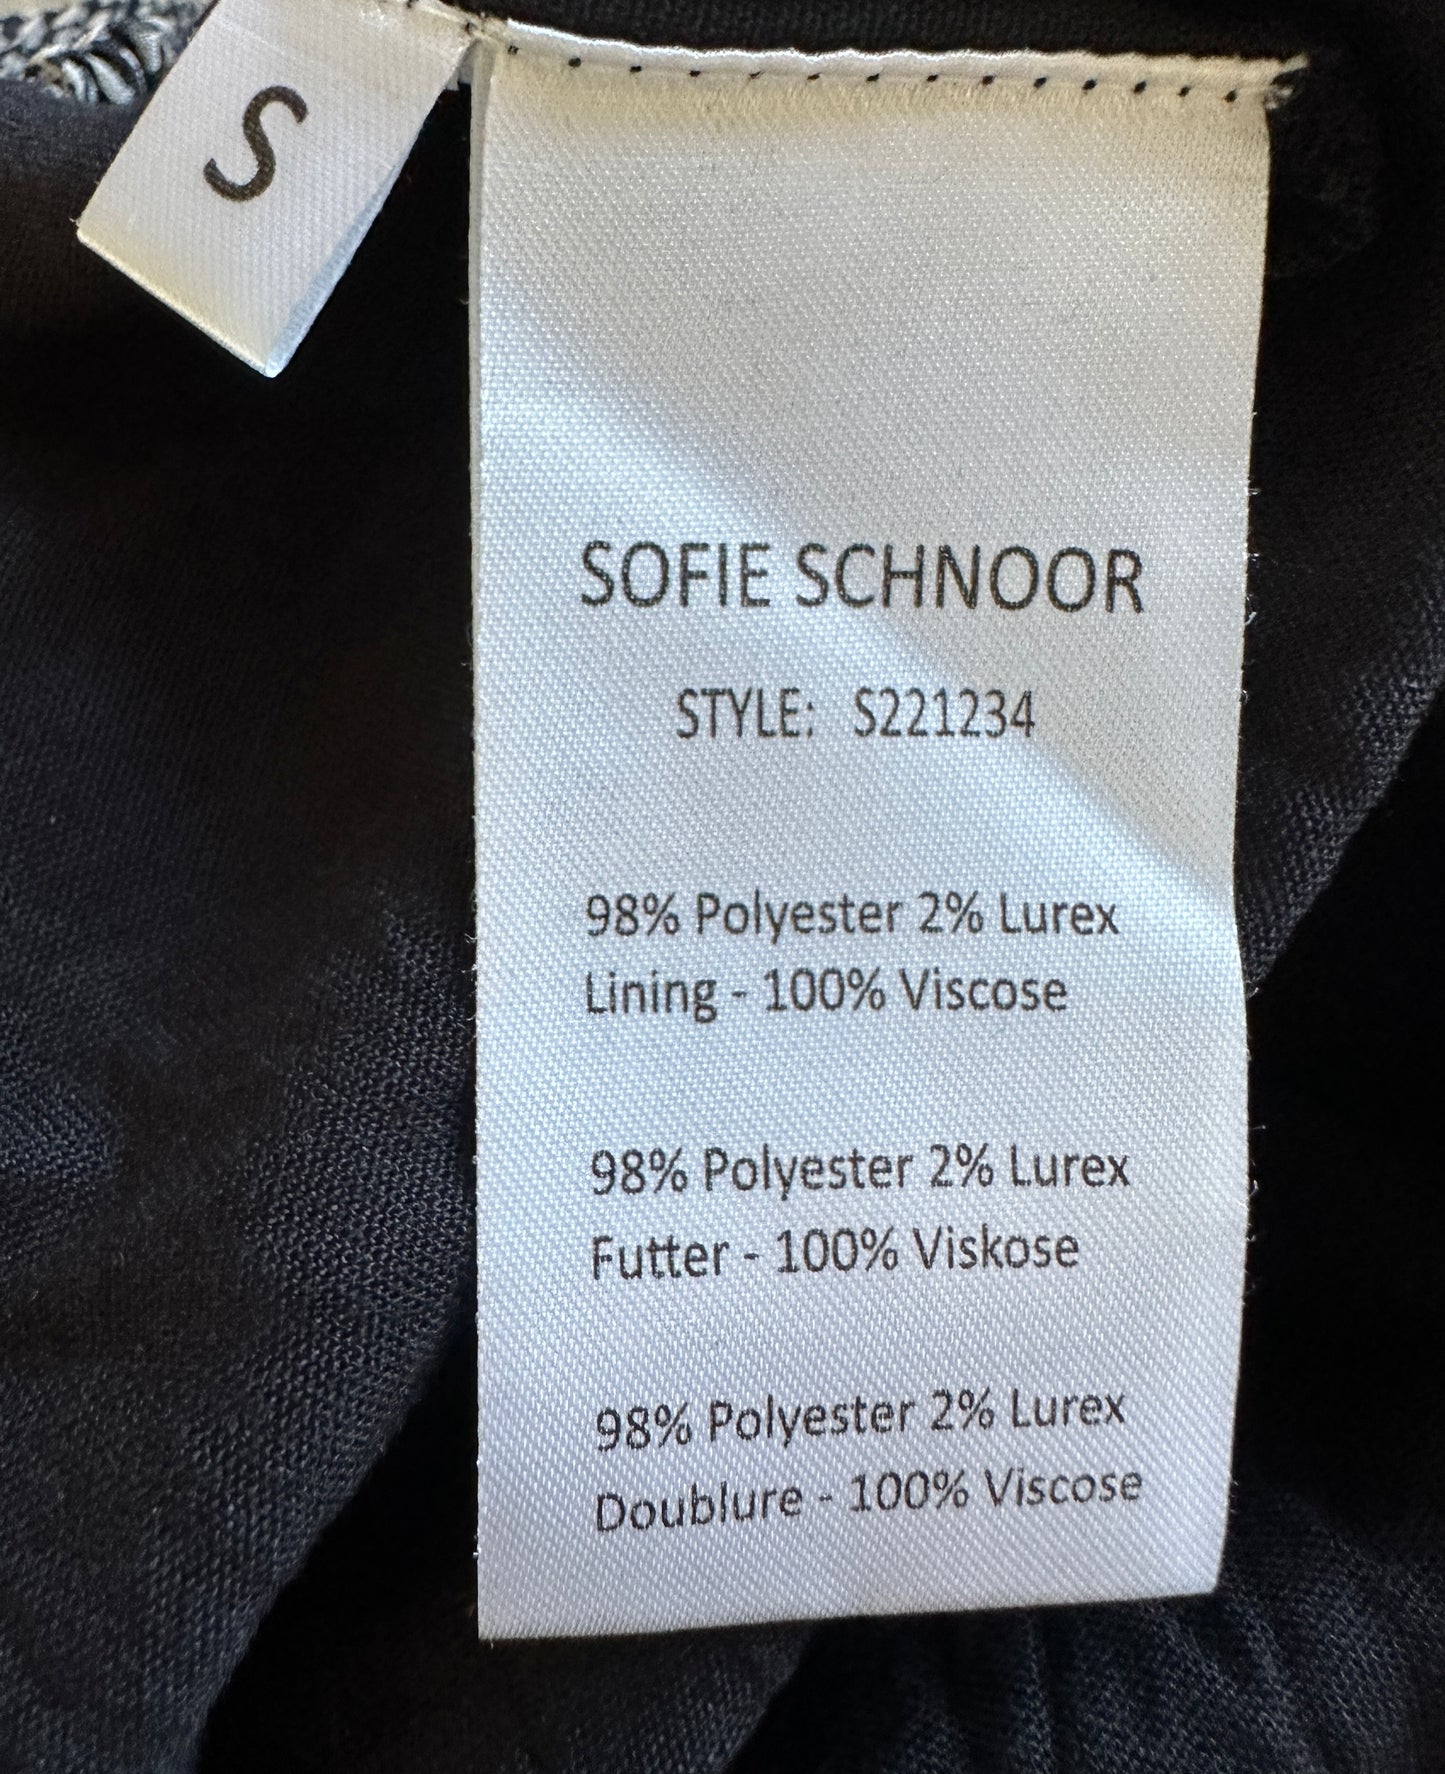 S
SOFIE SCHNOOR
STYLE: S221234
98% Polyester 2% Lurex
Lining - 100% Viscose
98% Polyester 2% Lurex
Futter - 100% Viskose
98% Polyester 2% Lurex
Doublure - 100% Viscose